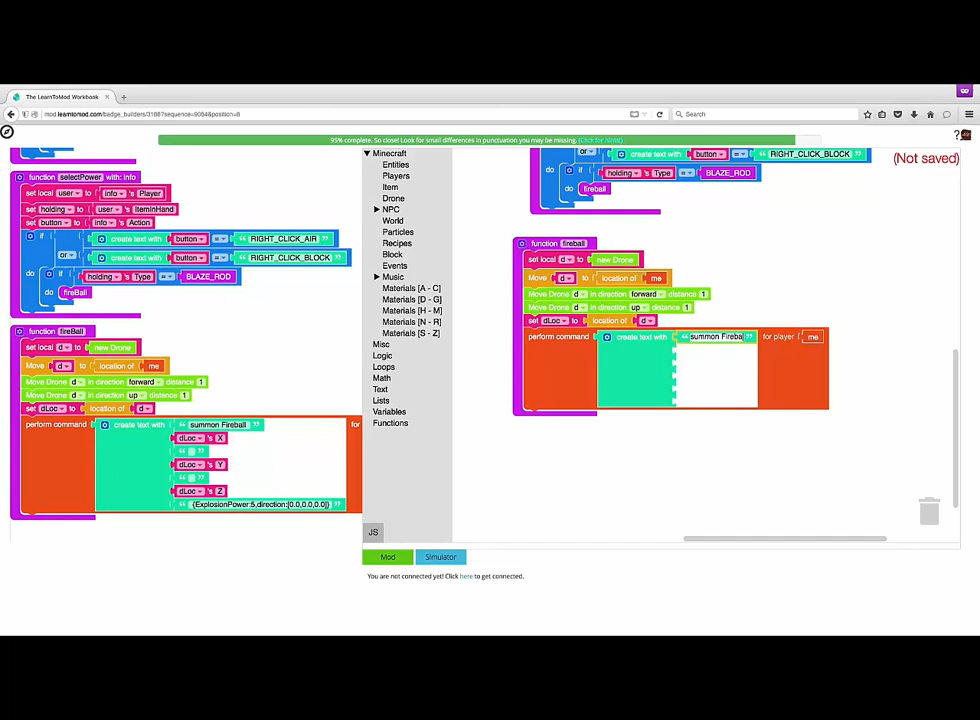 The LearnToMod Workbook
mod.learntomod.com/badge_builders/3168?sequence=9084&position=8
Search
95% complete. So close! Look for small differences in punctuation you may be missing. (Click for hints!)
(Not saved)
function selectPower with: info
set local user to info 's Player
set holding to user 's ItemInHand
set button to info 's Action
if
create text with button = “ RIGHT_CLICK_AIR
or create text with button = “ RIGHT_CLICK_BLOCK
do if holding 's Type = BLAZE_ROD
do fireBall
function fireBall
set local d to new Drone
Move d to location of me
Move Drone d in direction forward distance 1
Move Drone d in direction up distance 1
set dLoc to location of d
perform command create text with “ summon Fireball ” for
dLoc 's X
“ ”
dLoc 's Y
“ ”
dLoc 's Z
“ {ExplosionPower:5,direction:[0.0,0.0,0.0]} ”
Minecraft
Entities
Players
Item
Drone
NPC
World
Particles
Recipes
Block
Events
Music
Materials [A - C]
Materials [D - G]
Materials [H - M]
Materials [N - R]
Materials [S - Z]
Misc
Logic
Loops
Math
Text
Lists
Variables
Functions
JS
or create text with button = “ RIGHT_CLICK_BLOCK ”
do if holding 's Type = BLAZE_ROD
do fireball
function fireball
set local d to new Drone
Move d to location of me
Move Drone d in direction forward distance 1
Move Drone d in direction up distance 1
set dLoc to location of d
perform command create text with “ summon Fireba ” for player me
Mod Simulator
You are not connected yet! Click here to get connected.